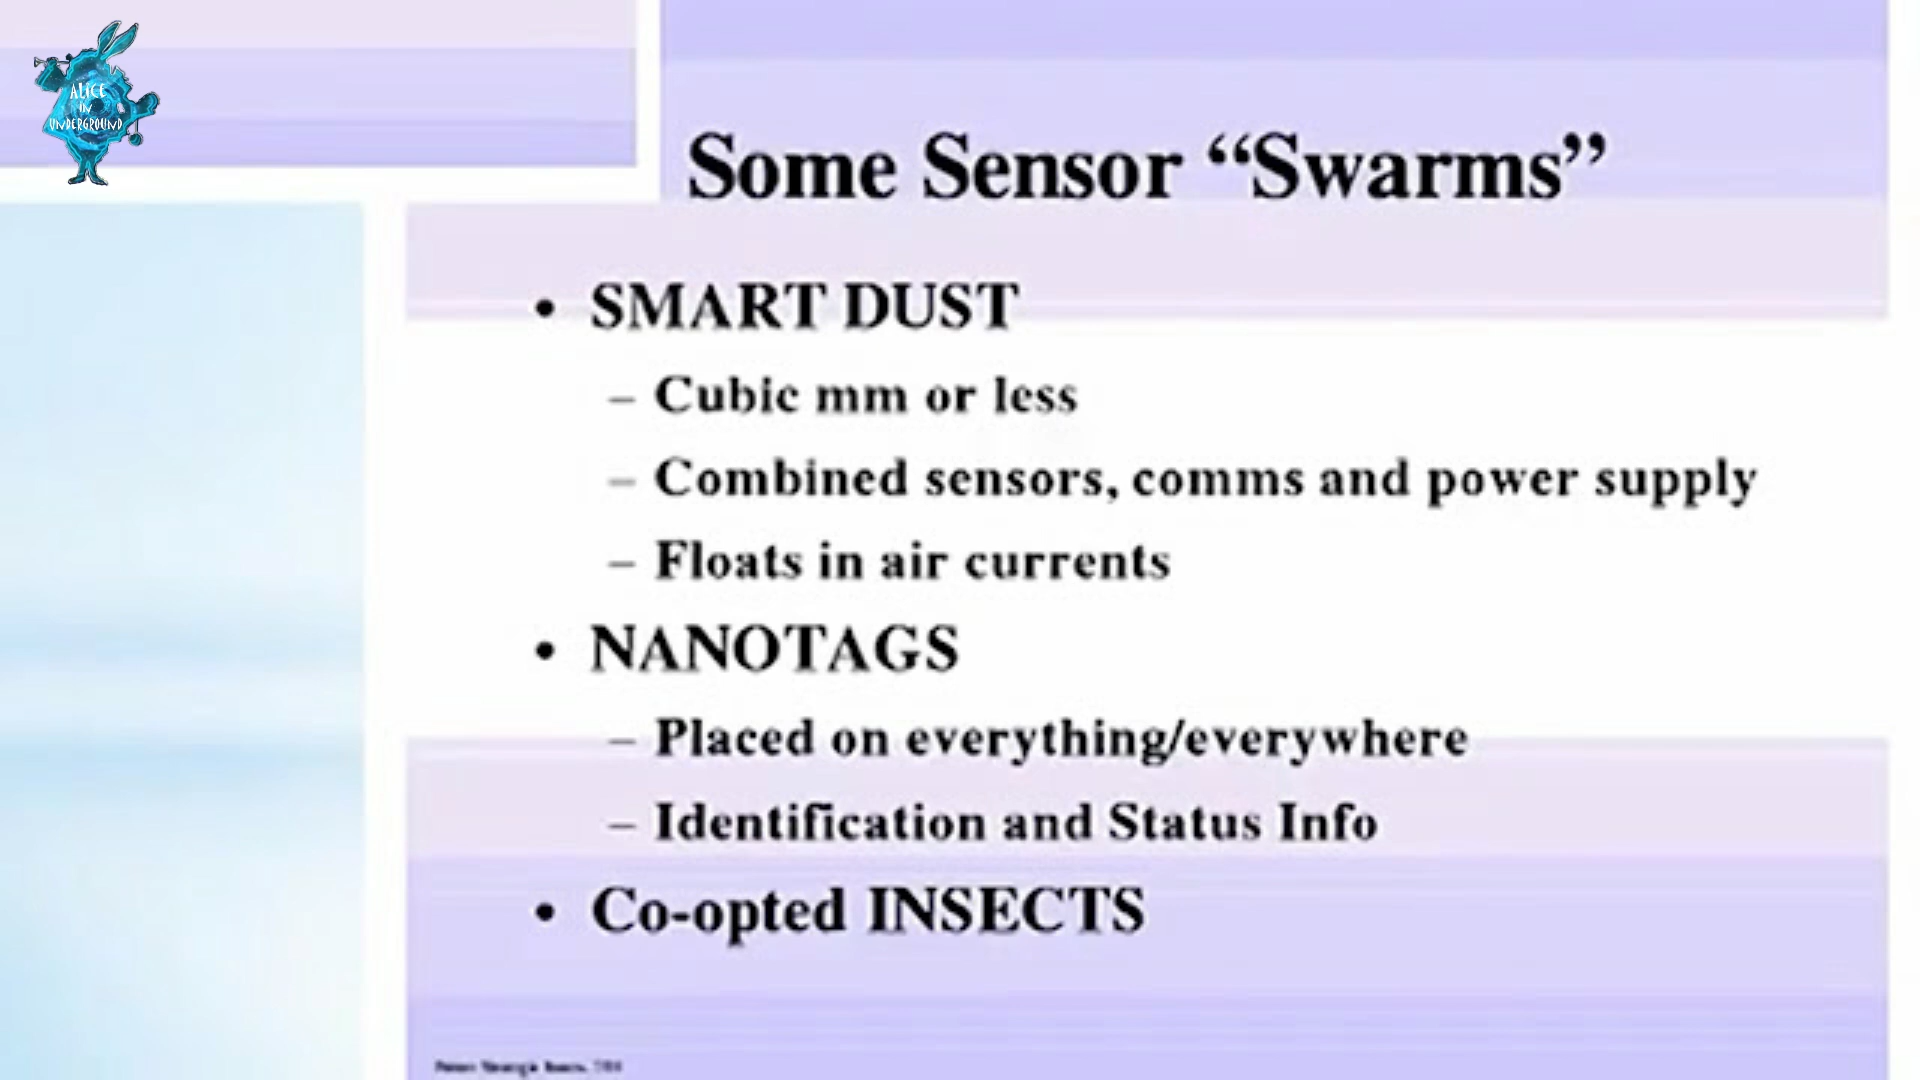 ALICE
IN
UNDERGROUND
Some Sensor “Swarms”
• SMART DUST
– Cubic mm or less
– Combined sensors, comms and power supply
– Floats in air currents
• NANOTAGS
– Placed on everything/everywhere
– Identification and Status Info
• Co-opted INSECTS